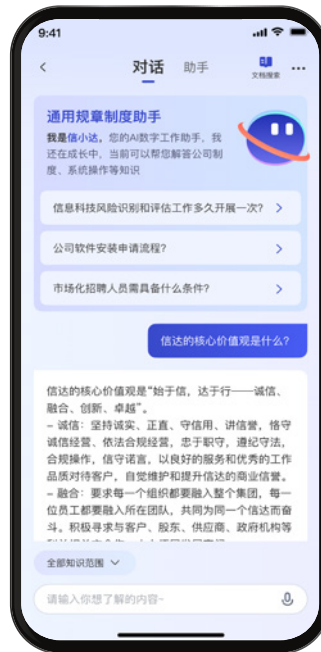 9:41
对话 助手
文档搜索
通用规章制度助手
我是信小达，您的AI数字工作助手，我
还在成长中，当前可以帮您解答公司制
度、系统操作等知识
信息科技风险识别和评估工作多久开展一次？
公司软件安装申请流程？
市场化招聘人员需具备什么条件？
信达的核心价值观是什么？
信达的核心价值观是“始于信，达于行——诚信、
融合、创新、卓越”。
– 诚信：坚持诚实、正直、守信用、讲信誉，恪守
诚信经营、依法合规经营，忠于职守，遵纪守法，
合规操作，信守诺言，以良好的服务和优秀的工作
品质对待客户，自觉维护和提升信达的商业信誉。
– 融合：要求每一个组织都要融入整个集团，每一
位员工都要融入所在团队，共同为同一个信达而奋
斗。积极寻求与客户、股东、供应商、政府机构等
全部知识范围
请输入你想了解的内容~